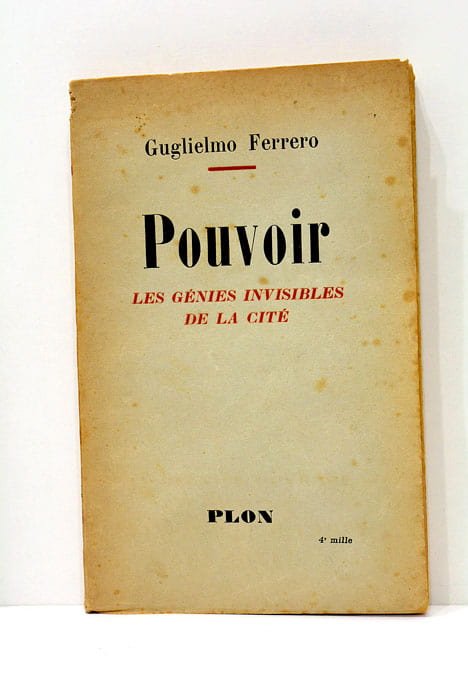 Guglielmo Ferrero
Pouvoir
LES GÉNIES INVISIBLES
DE LA CITÉ
PLON
4e mille